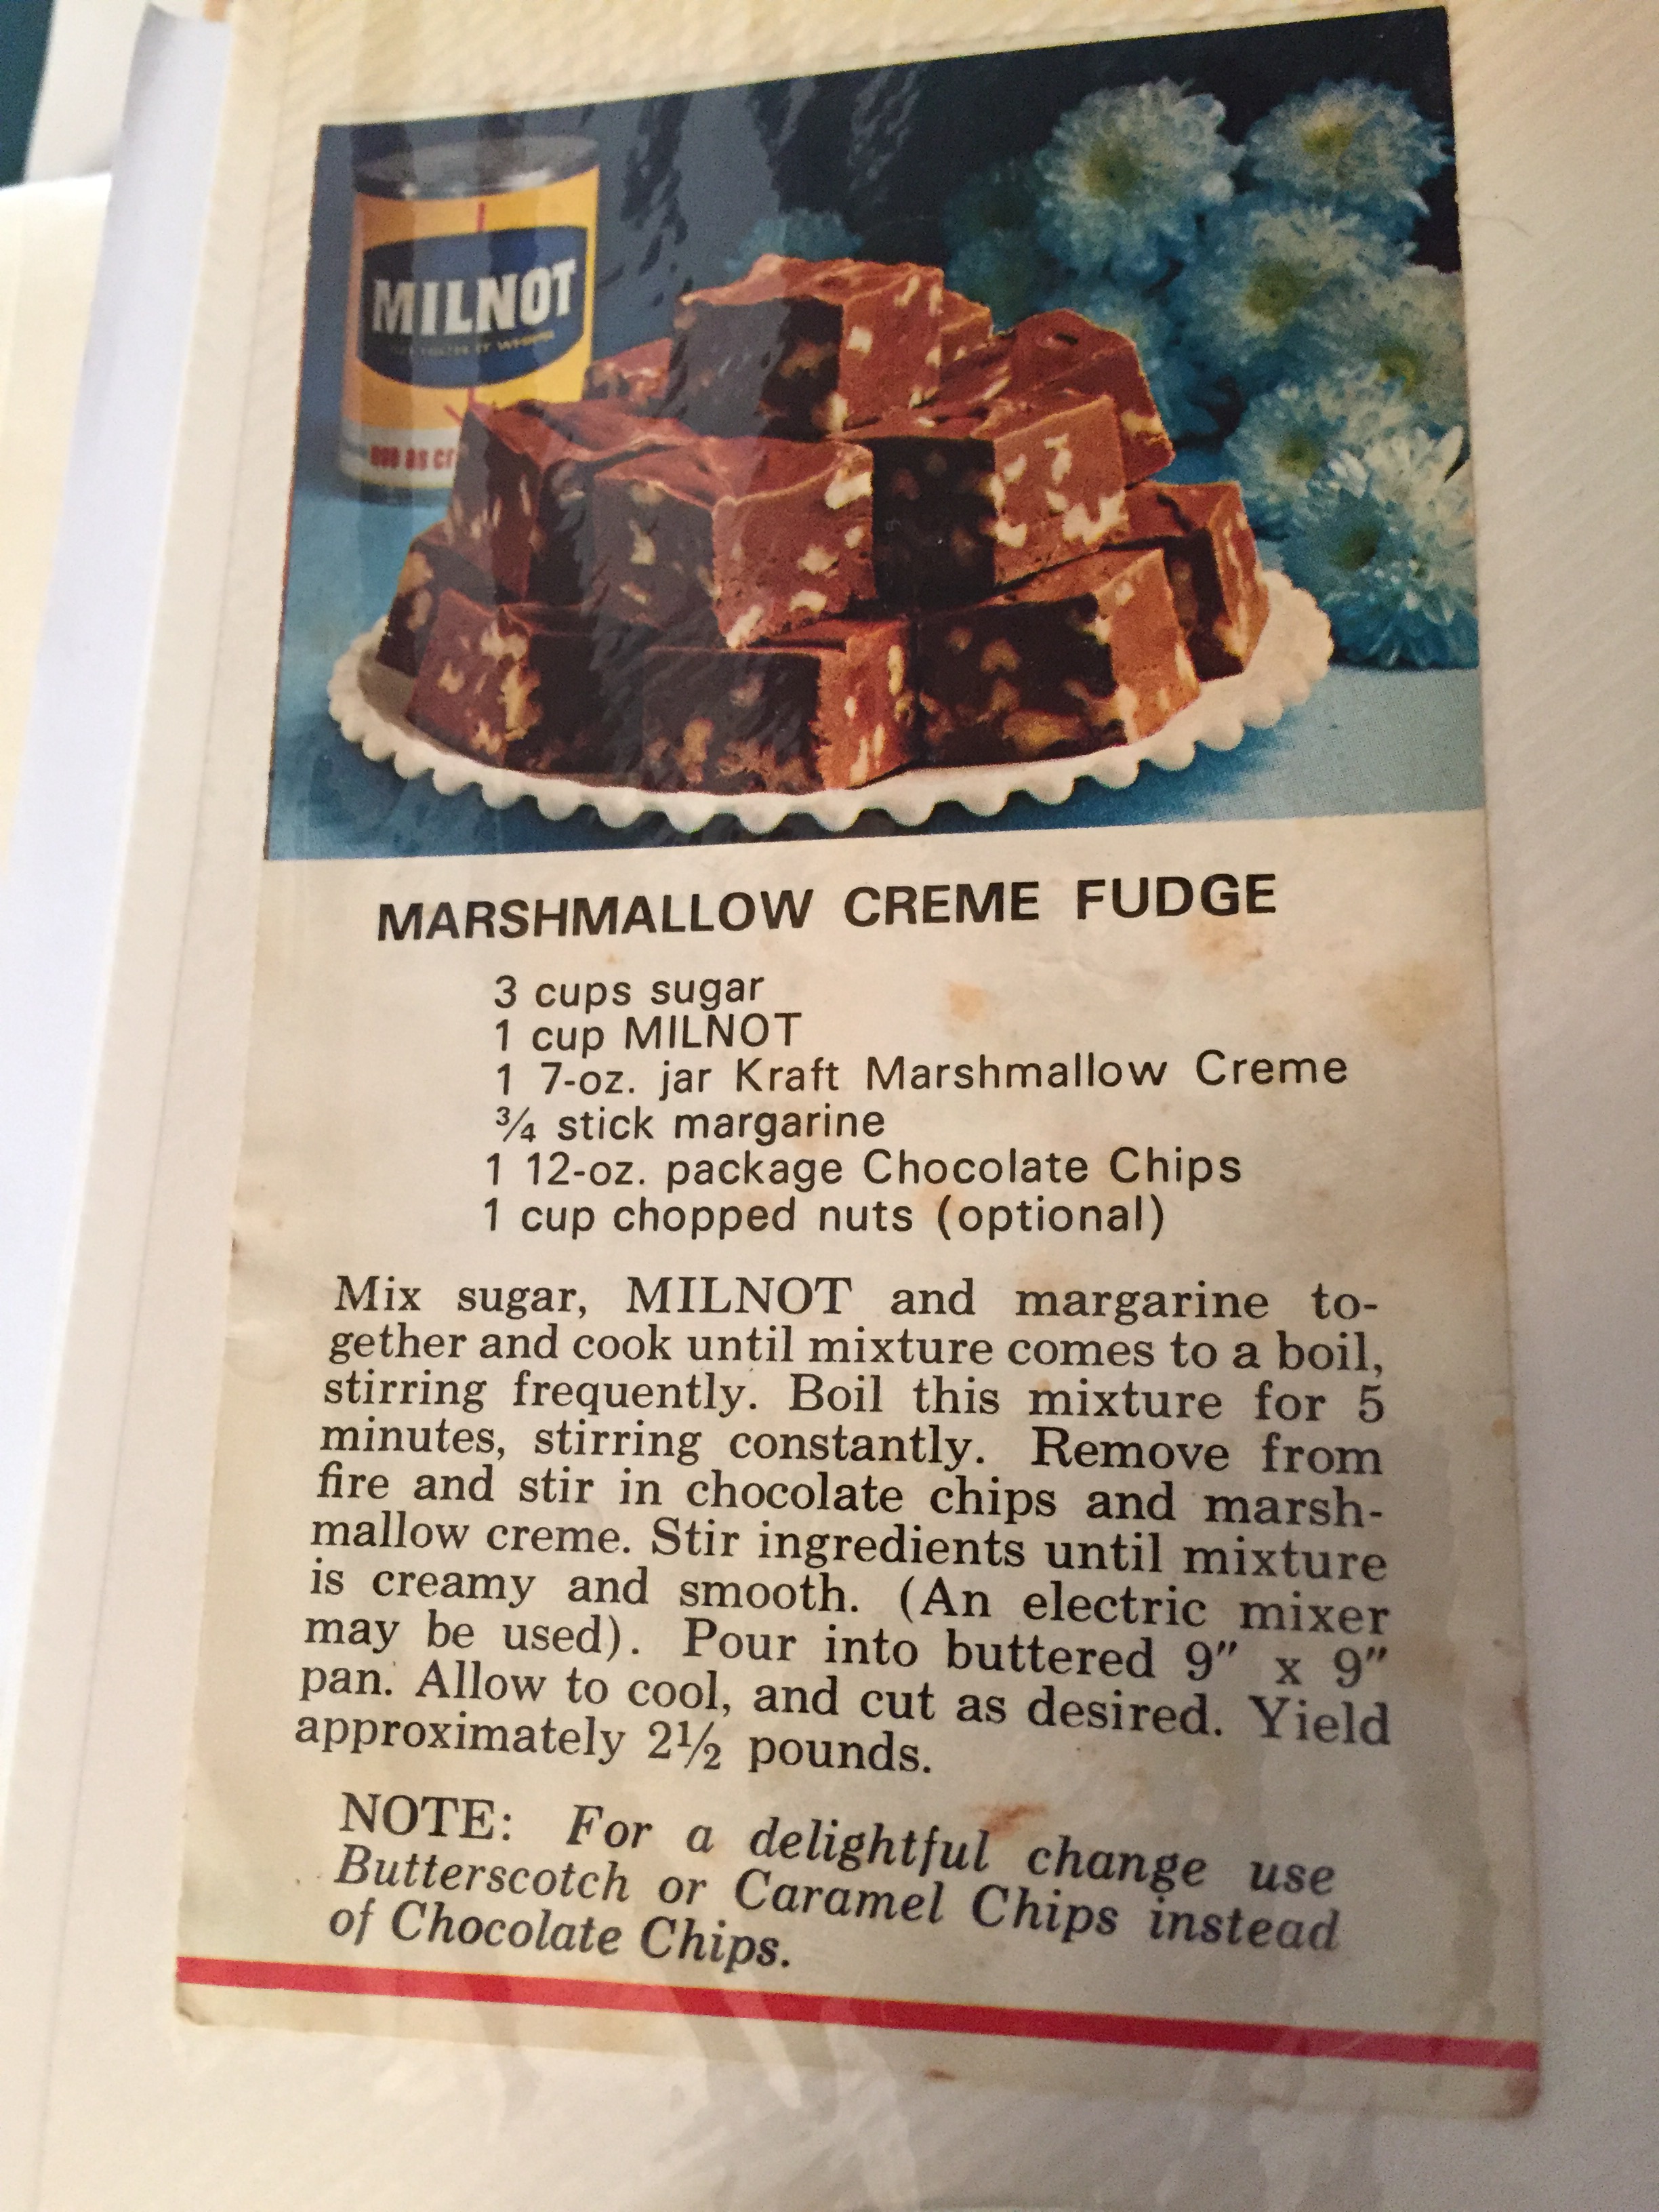 MILNOT
MARSHMALLOW CREME FUDGE
3 cups sugar
1 cup MILNOT
1 7-oz. jar Kraft Marshmallow Creme
¾ stick margarine
1 12-oz. package Chocolate Chips
1 cup chopped nuts (optional)
Mix sugar, MILNOT and margarine to-
gether and cook until mixture comes to a boil,
stirring frequently. Boil this mixture for 5
minutes, stirring constantly. Remove from
fire and stir in chocolate chips and marsh-
mallow creme. Stir ingredients until mixture
is creamy and smooth. (An electric mixer
may be used). Pour into buttered 9" x 9"
pan. Allow to cool, and cut as desired. Yield
approximately 2½ pounds.
NOTE: For a delightful change use
Butterscotch or Caramel Chips instead
of Chocolate Chips.